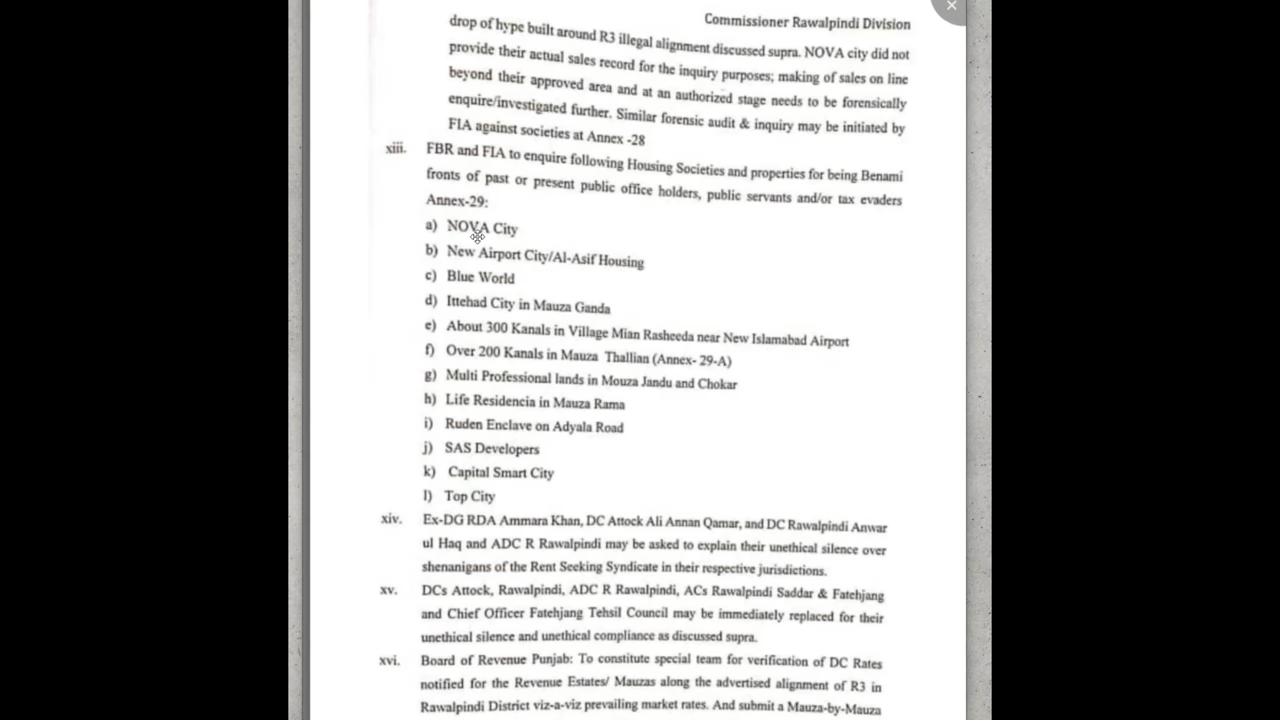 Commissioner Rawalpindi Division
drop of hype built around R3 illegal alignment discussed supra. NOVA city did not
provide their actual sales record for the inquiry purposes; making of sales on line
beyond their approved area and at an authorized stage needs to be forensically
enquire/investigated further. Similar forensic audit & inquiry may be initiated by
FIA against societies at Annex -28
xiii. FBR and FIA to enquire following Housing Societies and properties for being Benami
fronts of past or present public office holders, public servants and/or tax evaders
Annex-29:
a) NOVA City
b) New Airport City/Al-Asif Housing
c) Blue World
d) Ittehad City in Mauza Ganda
e) About 300 Kanals in Village Mian Rasheeda near New Islamabad Airport
f) Over 200 Kanals in Mauza Thallian (Annex- 29-A)
g) Multi Professional lands in Mouza Jandu and Chokar
h) Life Residencia in Mauza Rama
i) Ruden Enclave on Adyala Road
j) SAS Developers
k) Capital Smart City
l) Top City
xiv. Ex-DG RDA Ammara Khan, DC Attock Ali Annan Qamar, and DC Rawalpindi Anwar
ul Haq and ADC R Rawalpindi may be asked to explain their unethical silence over
shenanigans of the Rent Seeking Syndicate in their respective jurisdictions.
xv. DCs Attock, Rawalpindi, ADC R Rawalpindi, ACs Rawalpindi Saddar & Fatehjang
and Chief Officer Fatehjang Tehsil Council may be immediately replaced for their
unethical silence and unethical compliance as discussed supra.
xvi. Board of Revenue Punjab: To constitute special team for verification of DC Rates
notified for the Revenue Estates/ Mauzas along the advertised alignment of R3 in
Rawalpindi District viz-a-viz prevailing market rates. And submit a Mauza-by-Mauza